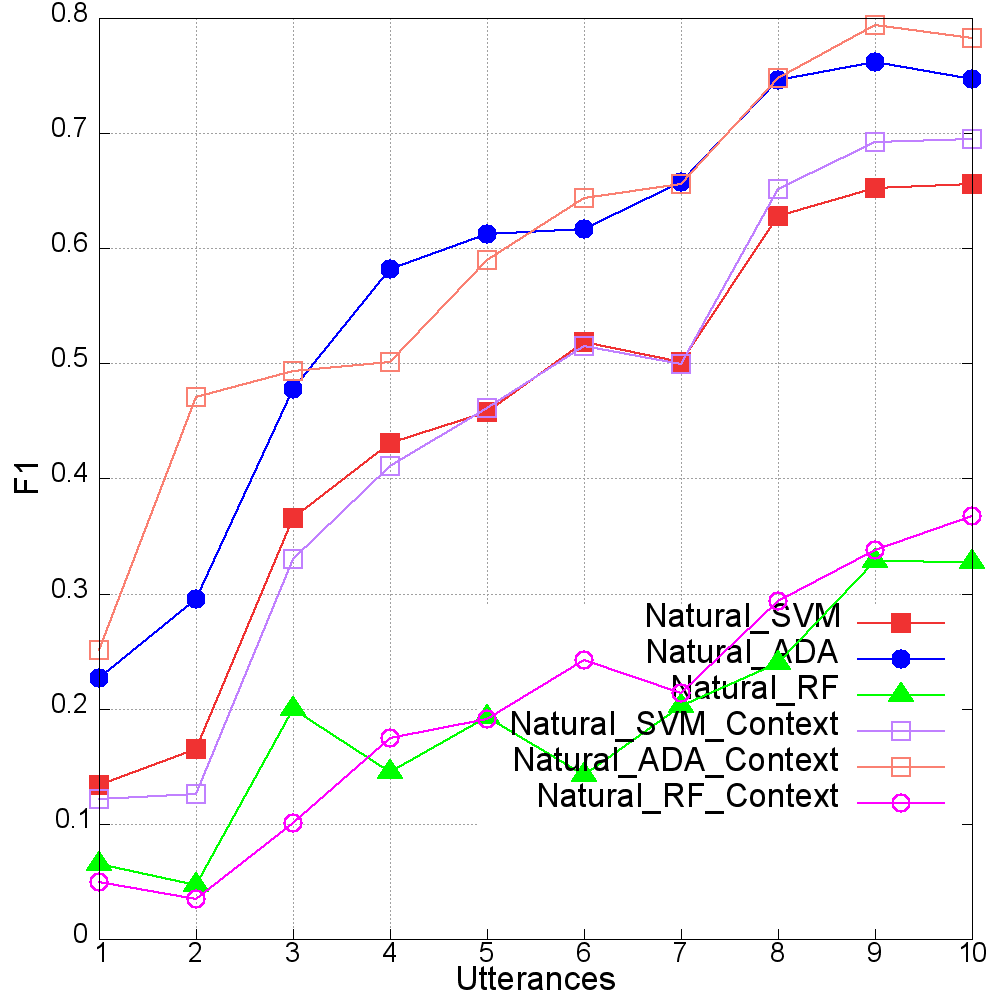 0.8
0.7
0.6
0.5
0.4
0.3
0.2
0.1
0
F1
Natural_SVM
Natural_ADA
Natural_RF
Natural_SVM_Context
Natural_ADA_Context
Natural_RF_Context
1 2 3 4 5 6 7 8 9 10
Utterances